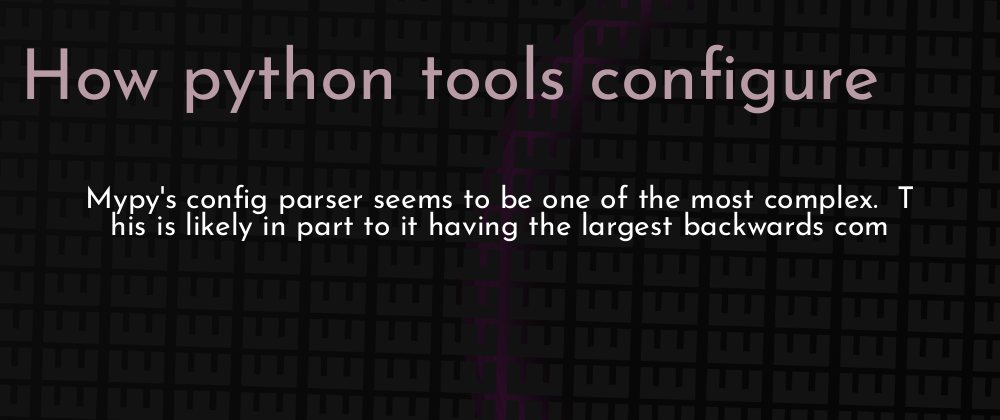 How python tools configure
Mypy's config parser seems to be one of the most complex.  T
his is likely in part to it having the largest backwards com